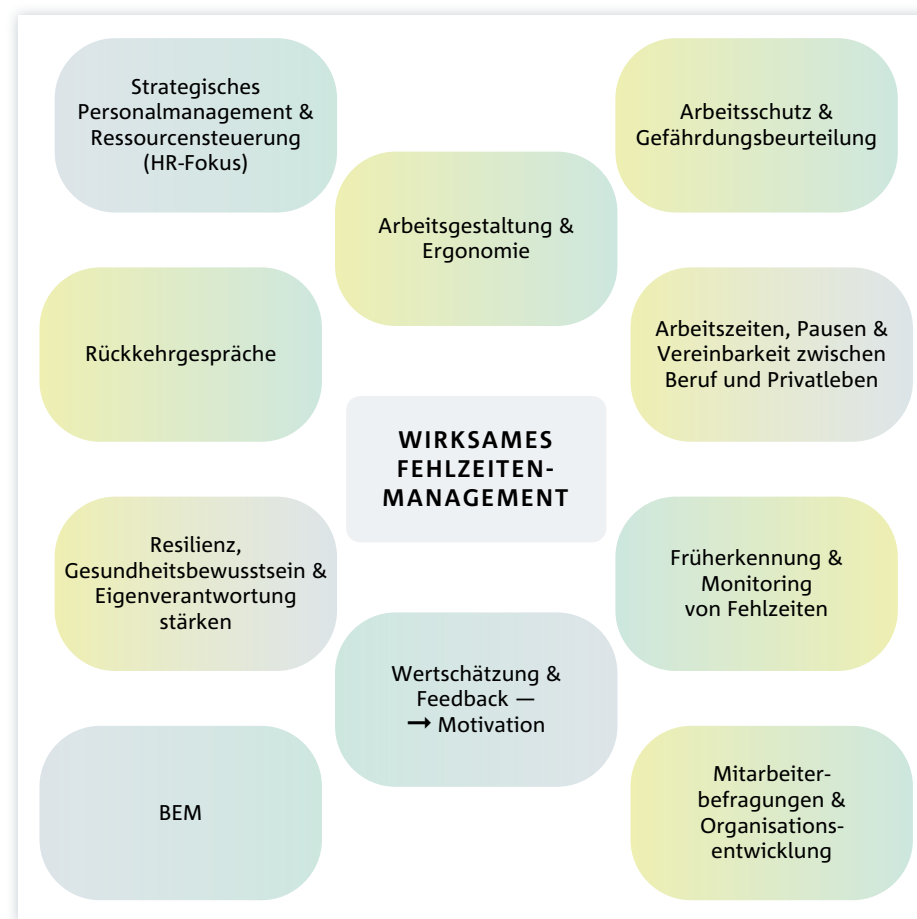 Strategisches
Personalmanagement &
Ressourcensteuerung
(HR-Fokus)
Arbeitsschutz &
Gefährdungsbeurteilung
Arbeitsgestaltung &
Ergonomie
Rückkehrgespräche
Arbeitszeiten, Pausen &
Vereinbarkeit zwischen
Beruf und Privatleben
WIRKSAMES
FEHLZEITEN-
MANAGEMENT
Resilienz,
Gesundheitsbewusstsein &
Eigenverantwortung
stärken
Früherkennung &
Monitoring
von Fehlzeiten
Wertschätzung &
Feedback —
→ Motivation
BEM
Mitarbeiter-
befragungen &
Organisations-
entwicklung